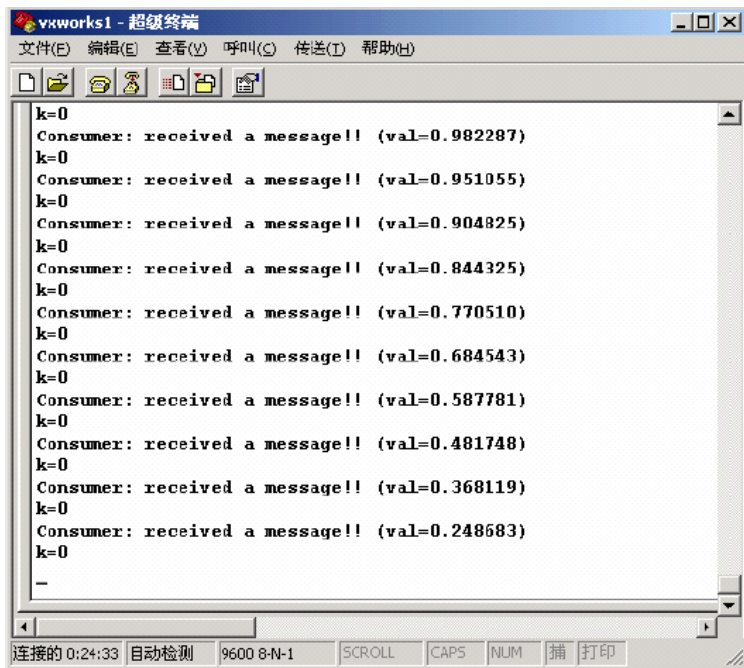 vxworks1 - 超级终端
文件(F) 编辑(E) 查看(V) 呼叫(C) 传送(T) 帮助(H)
k=0
Consumer: received a message!! (val=0.982287)
k=0
Consumer: received a message!! (val=0.951055)
k=0
Consumer: received a message!! (val=0.904825)
k=0
Consumer: received a message!! (val=0.844325)
k=0
Consumer: received a message!! (val=0.770510)
k=0
Consumer: received a message!! (val=0.684543)
k=0
Consumer: received a message!! (val=0.587781)
k=0
Consumer: received a message!! (val=0.481748)
k=0
Consumer: received a message!! (val=0.368119)
k=0
Consumer: received a message!! (val=0.248683)
k=0
_
连接的 0:24:33 自动检测 9600 8-N-1 SCROLL CAPS NUM 捕 打印